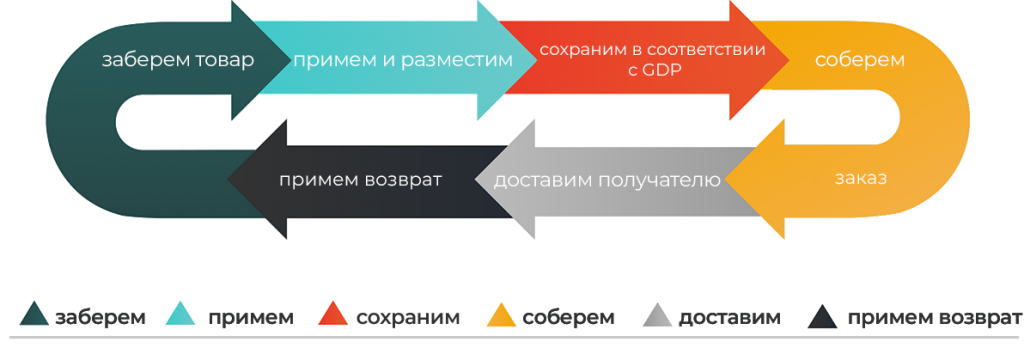 заберем товар
примем и разместим
сохраним в соответствии
с GDP
соберем
заказ
доставим получателю
примем возврат
заберем
примем
сохраним
соберем
доставим
примем возврат